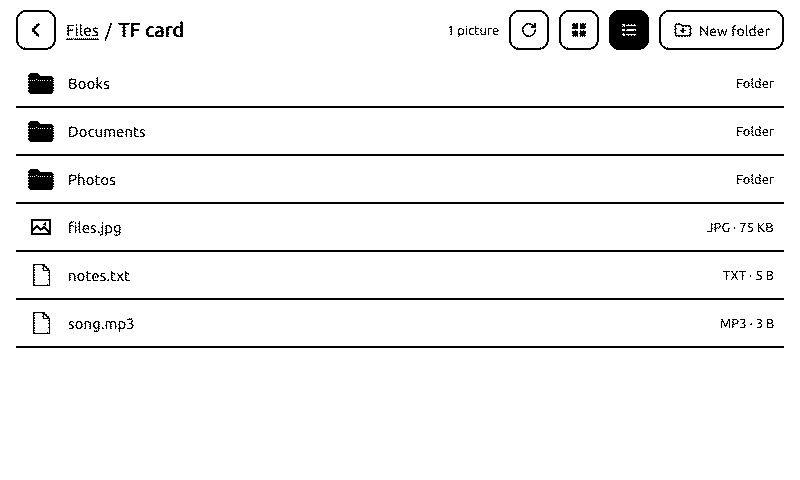 Files / TF card 1 picture New folder
Books Folder
Documents Folder
Photos Folder
files.jpg JPG · 75 KB
notes.txt TXT · 5 B
song.mp3 MP3 · 3 B